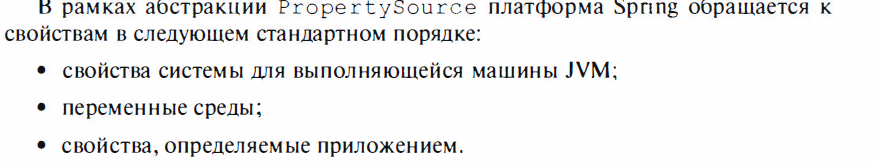 В рамках абстракции PropertySource платформа Spring обращается к
свойствам в следующем стандартном порядке:
• свойства системы для выполняющейся машины JVM;
• переменные среды;
• свойства, определяемые приложением.